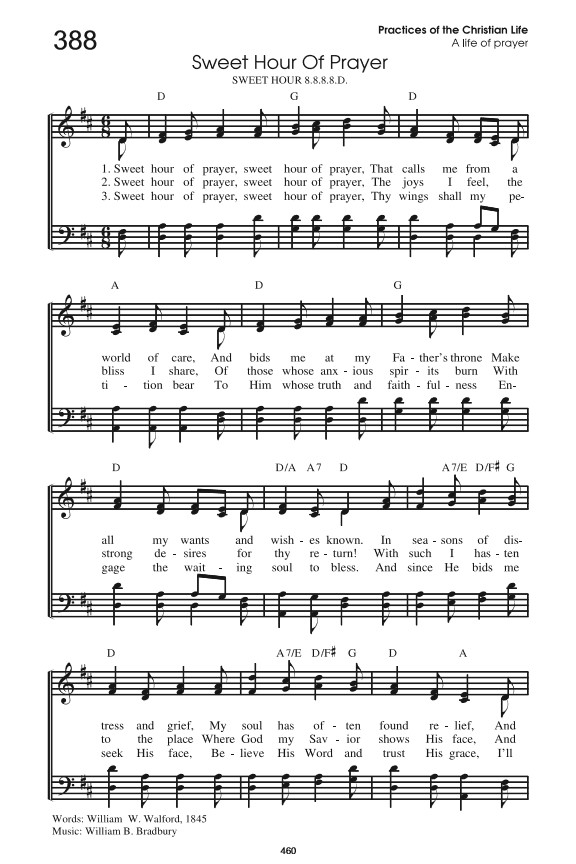 388
Practices of the Christian Life
A life of prayer
Sweet Hour Of Prayer
SWEET HOUR 8.8.8.8.D.
D G D
1. Sweet hour of prayer, sweet hour of prayer, That calls me from a
2. Sweet hour of prayer, sweet hour of prayer, The joys I feel, the
3. Sweet hour of prayer, sweet hour of prayer, Thy wings shall my pe-
A D G
world of care, And bids me at my Fa - ther's throne Make
bliss I share, Of those whose anx - ious spir - its burn With
ti - tion bear To Him whose truth and faith - ful - ness En-
D D/A A7 D A7/E D/F♯ G
all my wants and wish - es known. In sea - sons of dis-
strong de - sires for thy re - turn! With such I has - ten
gage the wait - ing soul to bless. And since He bids me
D A7/E D/F♯ G D A
tress and grief, My soul has of - ten found re - lief, And
to the place Where God my Sav - ior shows His face, And
seek His face, Be - lieve His Word and trust His grace, I'll
Words: William W. Walford, 1845
Music: William B. Bradbury
460